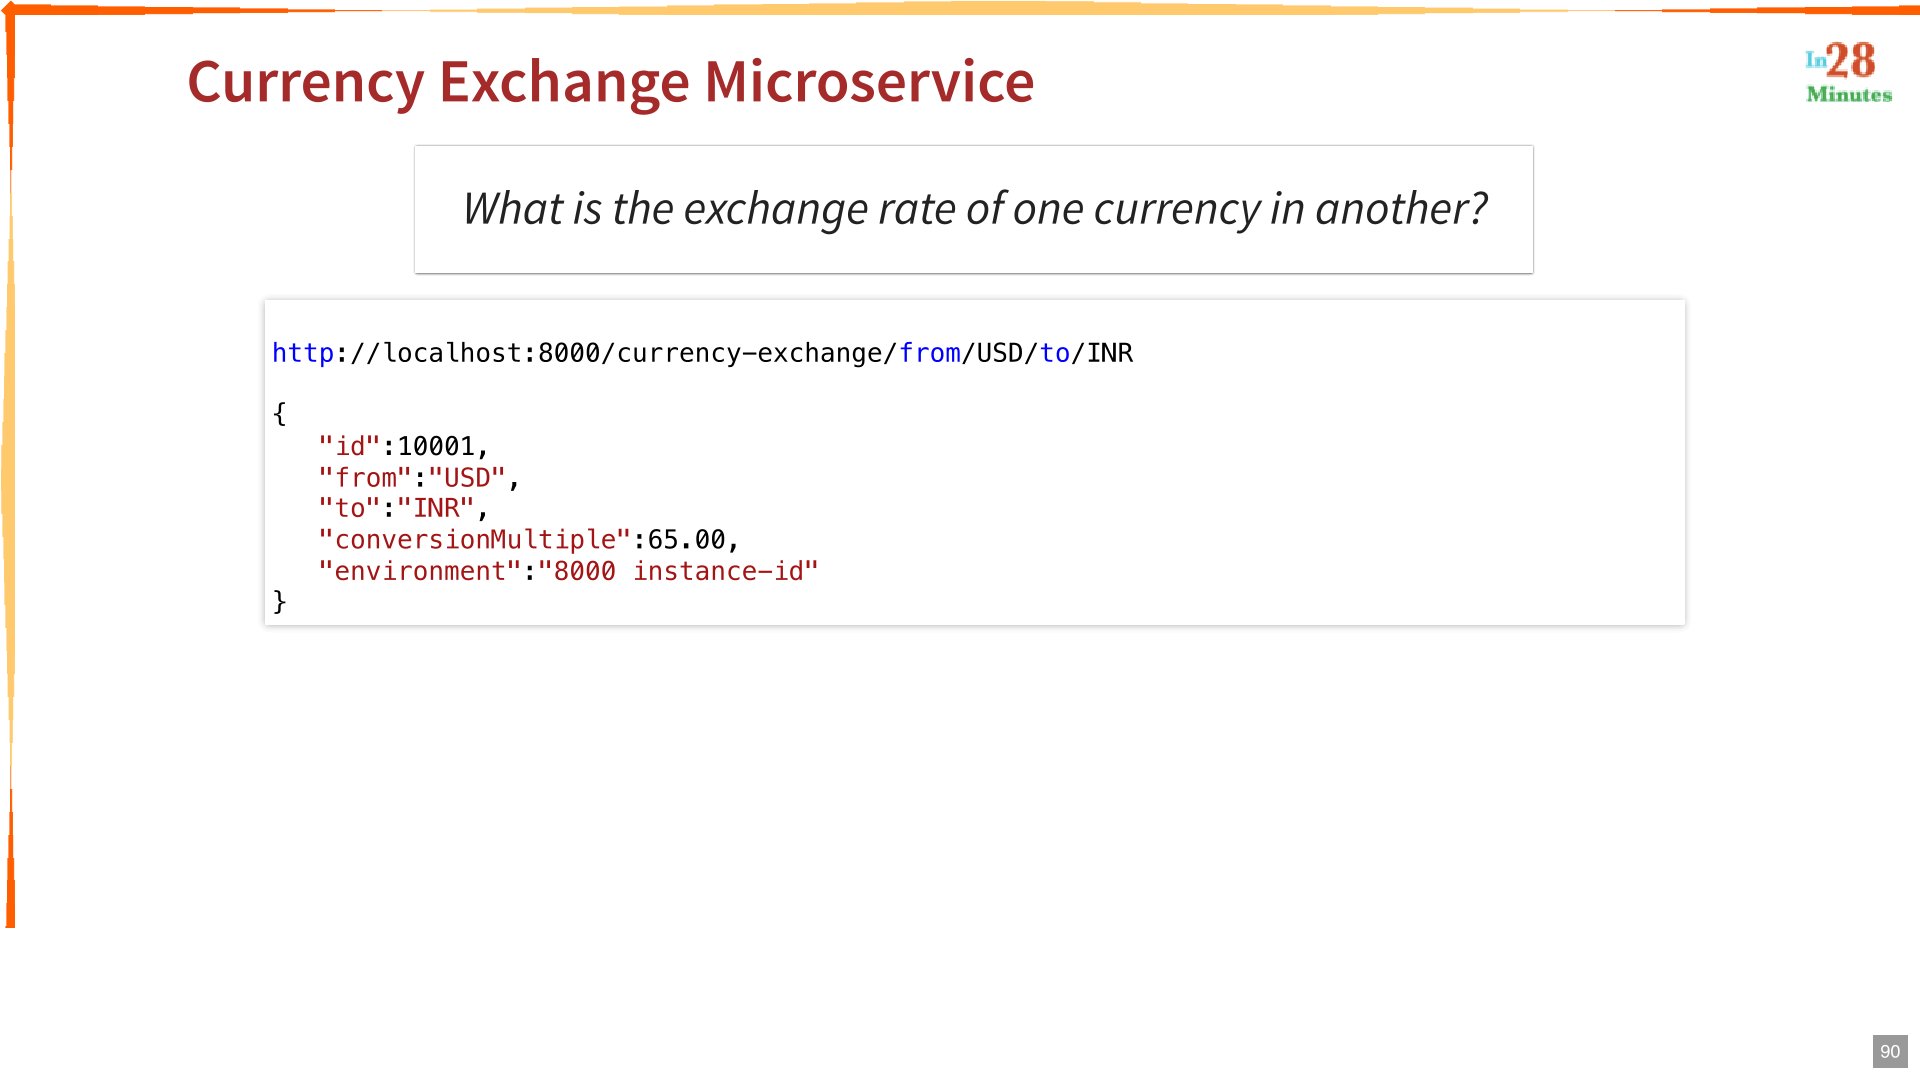 Currency Exchange Microservice
In28
Minutes
What is the exchange rate of one currency in another?
http://localhost:8000/currency-exchange/from/USD/to/INR
{
"id":10001,
"from":"USD",
"to":"INR",
"conversionMultiple":65.00,
"environment":"8000 instance-id"
}
90